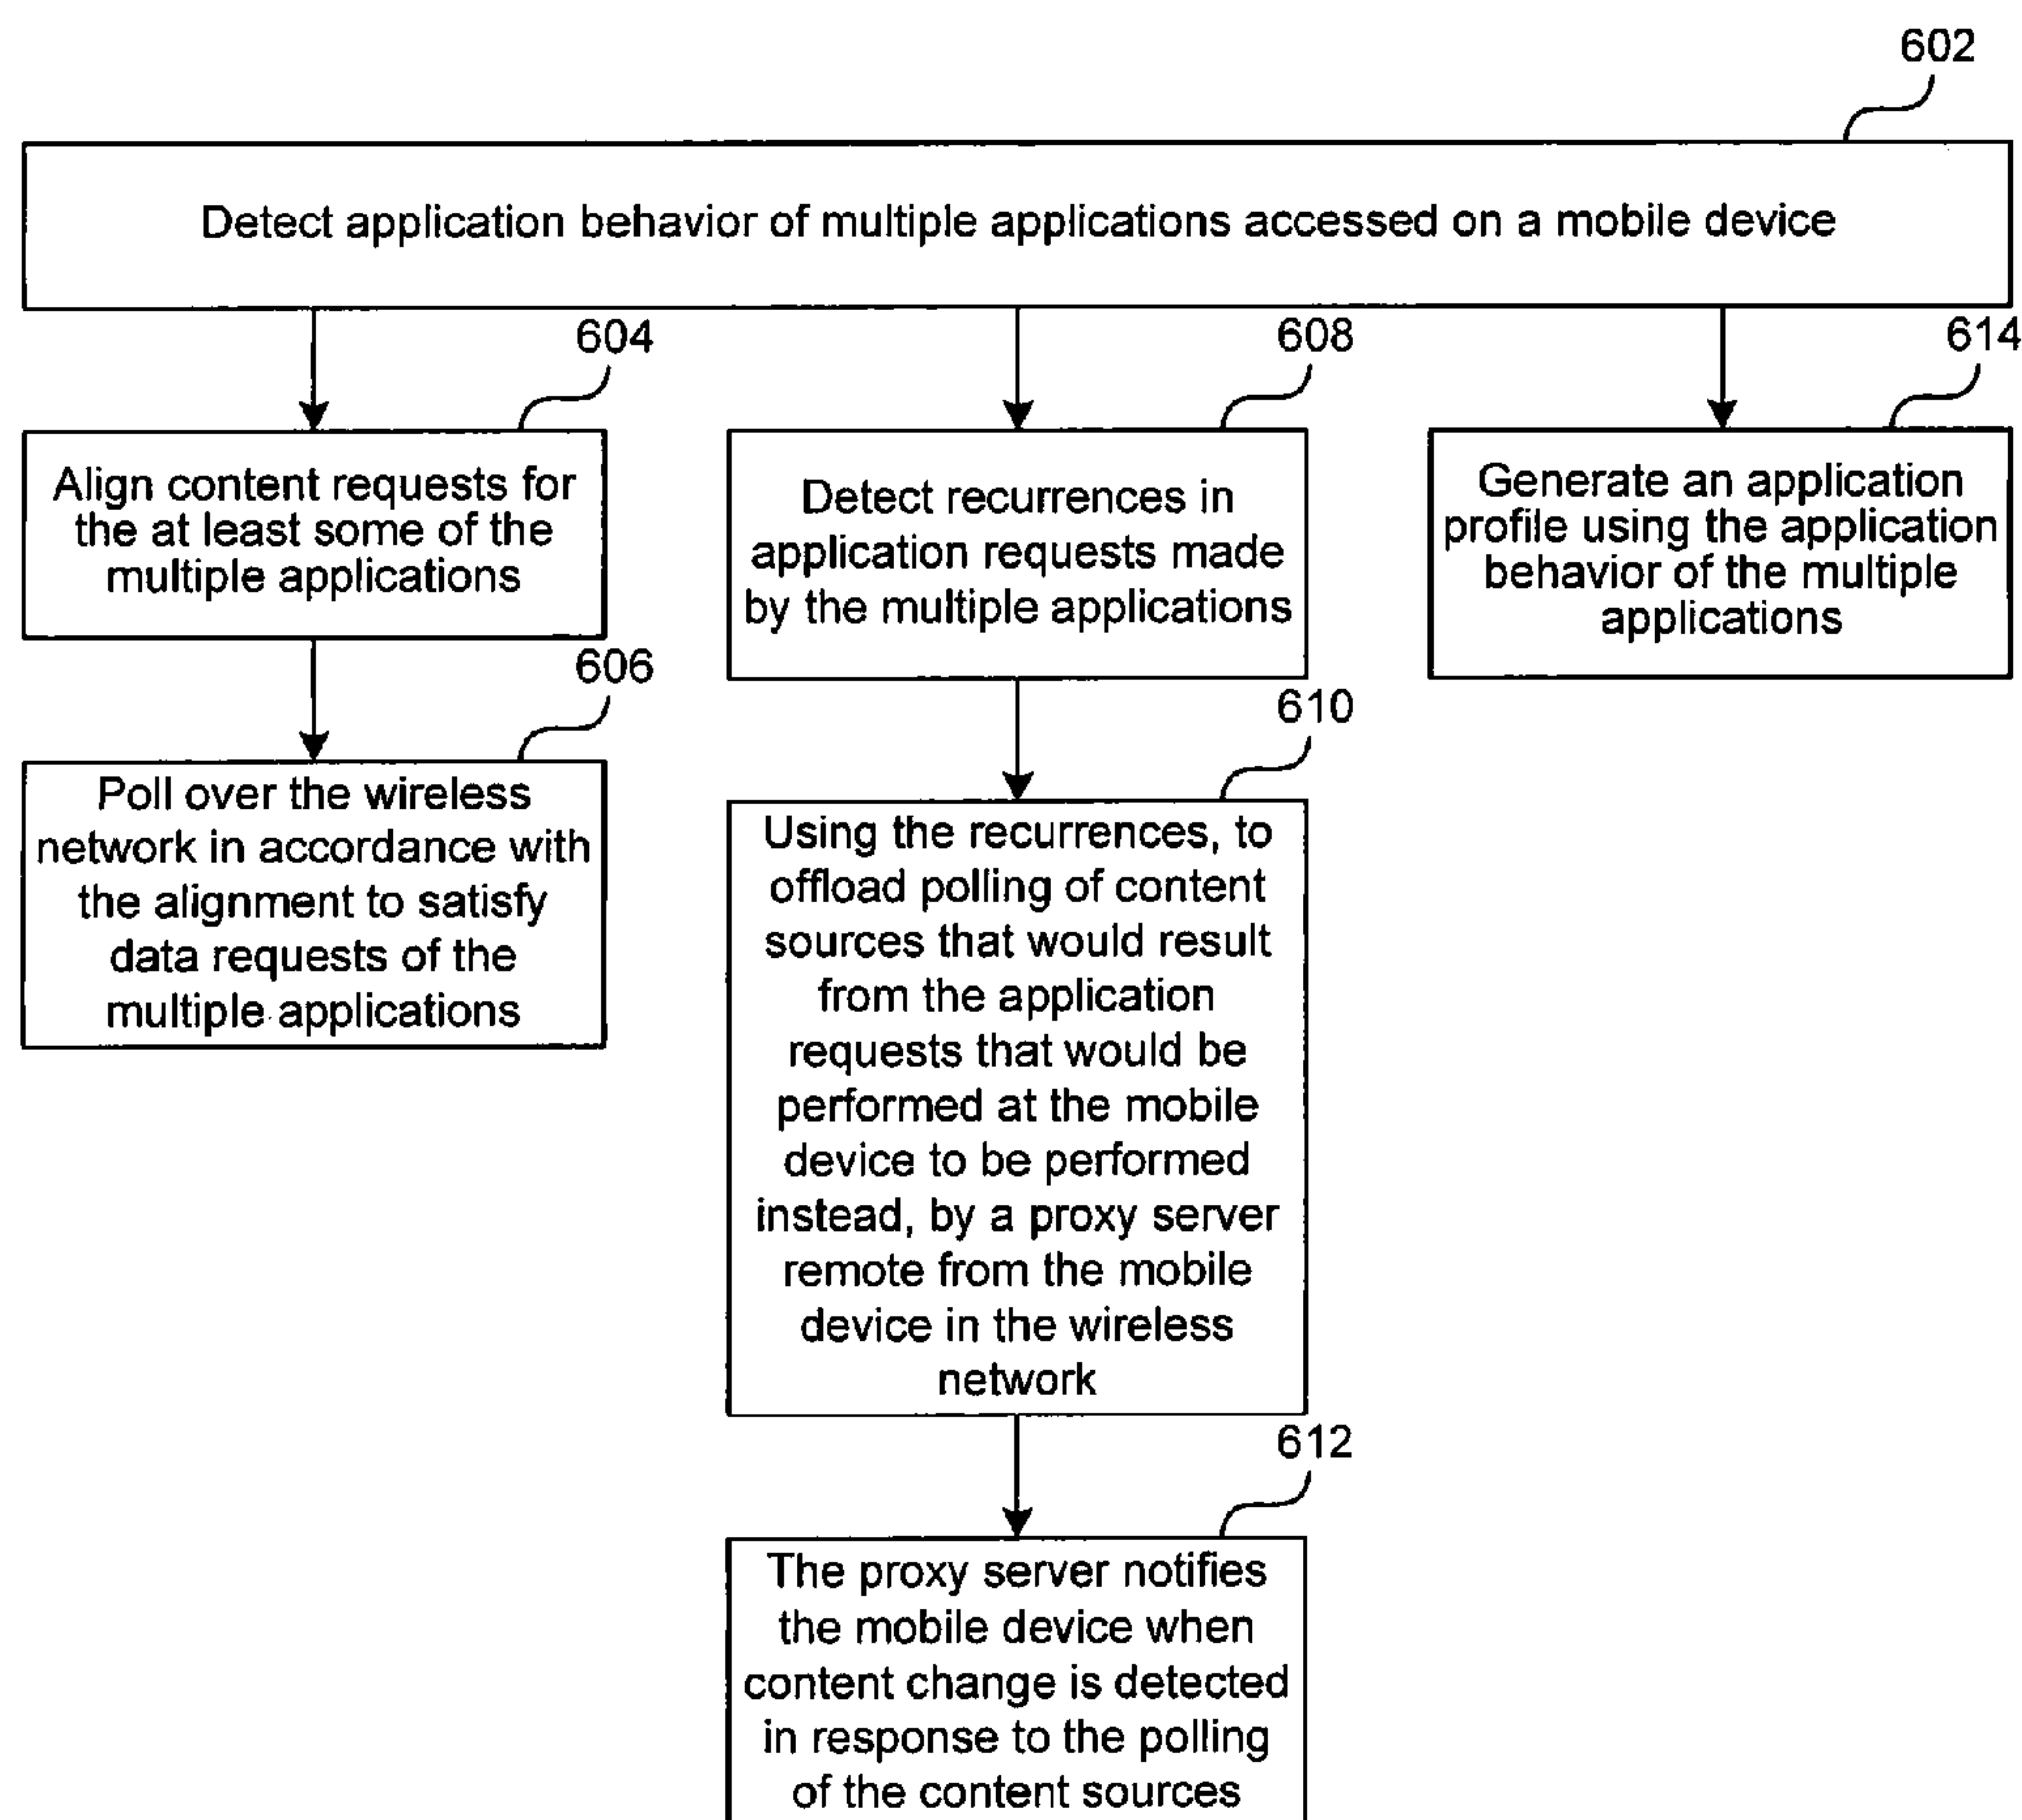 602
Detect application behavior of multiple applications accessed on a mobile device
604
Align content requests for
the at least some of the
multiple applications
606
Poll over the wireless
network in accordance with
the alignment to satisfy
data requests of the
multiple applications
608
Detect recurrences in
application requests made
by the multiple applications
610
Using the recurrences, to
offload polling of content
sources that would result
from the application
requests that would be
performed at the mobile
device to be performed
instead, by a proxy server
remote from the mobile
device in the wireless
network
612
The proxy server notifies
the mobile device when
content change is detected
in response to the polling
of the content sources
614
Generate an application
profile using the application
behavior of the multiple
applications